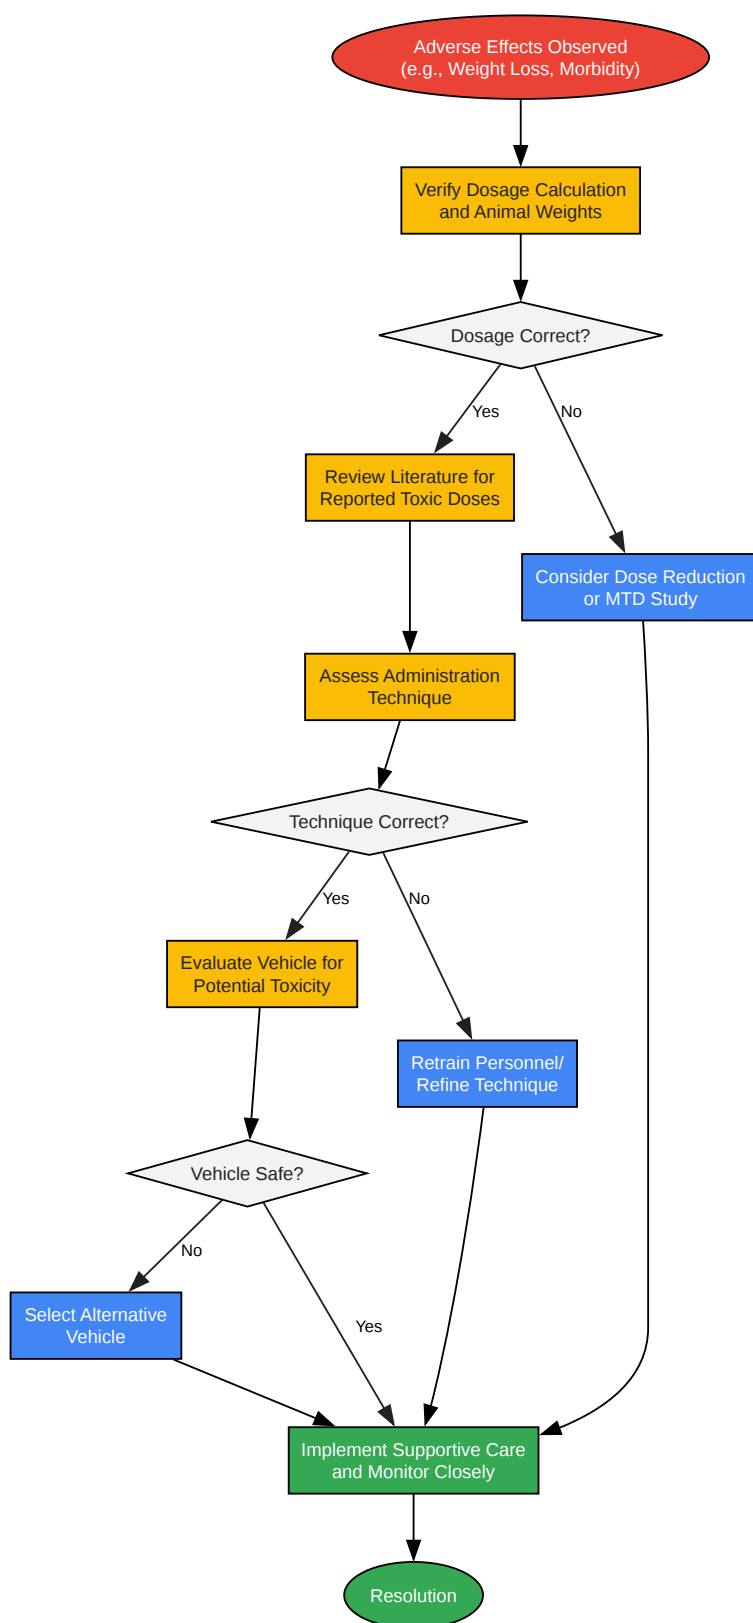 Adverse Effects Observed
(e.g., Weight Loss, Morbidity)
Verify Dosage Calculation
and Animal Weights
Dosage Correct?
Yes
No
Review Literature for
Reported Toxic Doses
Consider Dose Reduction
or MTD Study
Assess Administration
Technique
Technique Correct?
Yes
No
Evaluate Vehicle for
Potential Toxicity
Retrain Personnel/
Refine Technique
Vehicle Safe?
No
Yes
Select Alternative
Vehicle
Implement Supportive Care
and Monitor Closely
Resolution